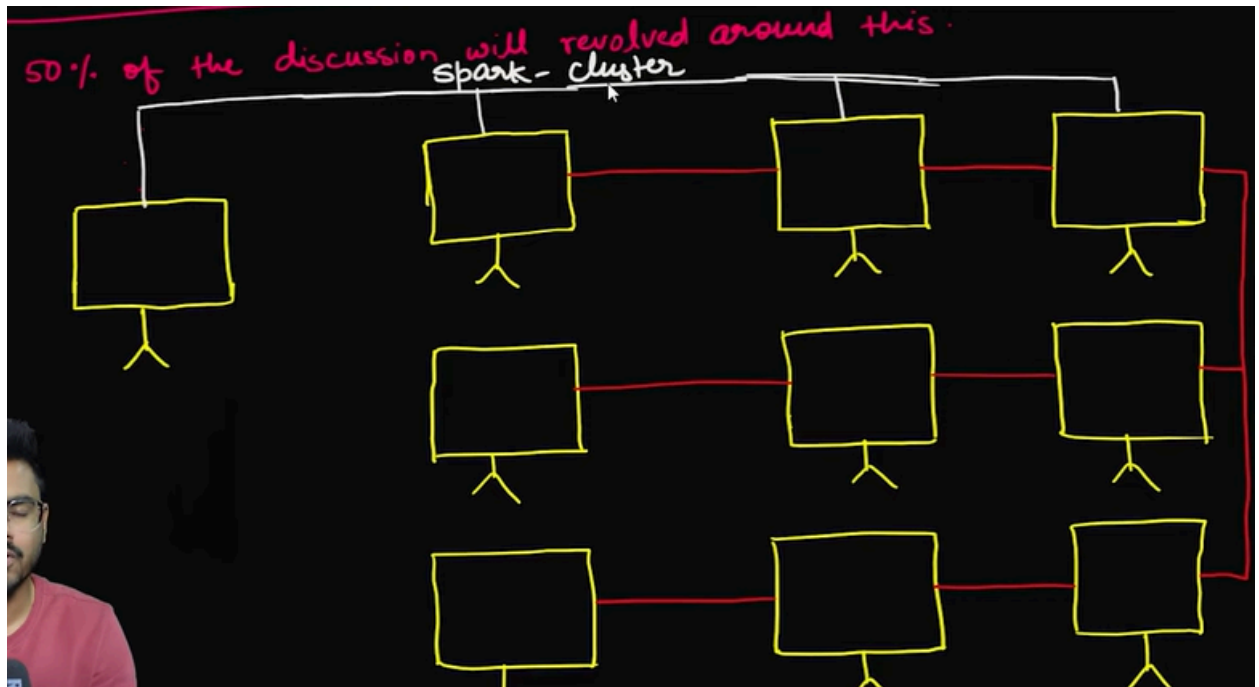 50% of the discussion will revolved around this.
spark - cluster